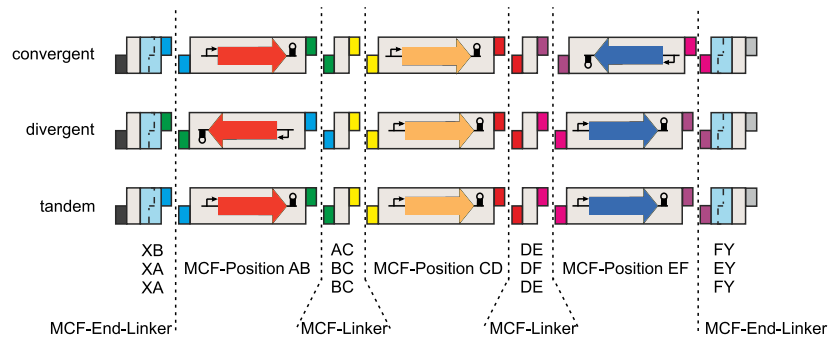 convergent
divergent
tandem
XB AC DE FY
XA MCF-Position AB BC MCF-Position CD DF MCF-Position EF EY
XA BC DE FY
MCF-End-Linker MCF-Linker MCF-Linker MCF-End-Linker